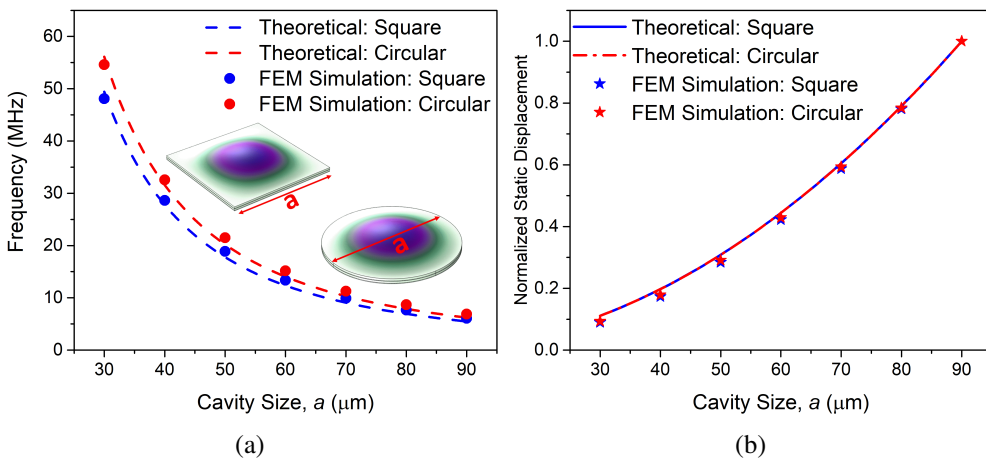 Theoretical: Square
Theoretical: Circular
FEM Simulation: Square
FEM Simulation: Circular
60
50
40
30
20
10
0
Frequency (MHz)
a
a
30 40 50 60 70 80 90
Cavity Size, a (μm)
(a)
Theoretical: Square
Theoretical: Circular
FEM Simulation: Square
FEM Simulation: Circular
1.0
0.8
0.6
0.4
0.2
0.0
Normalized Static Displacement
30 40 50 60 70 80 90
Cavity Size, a (μm)
(b)